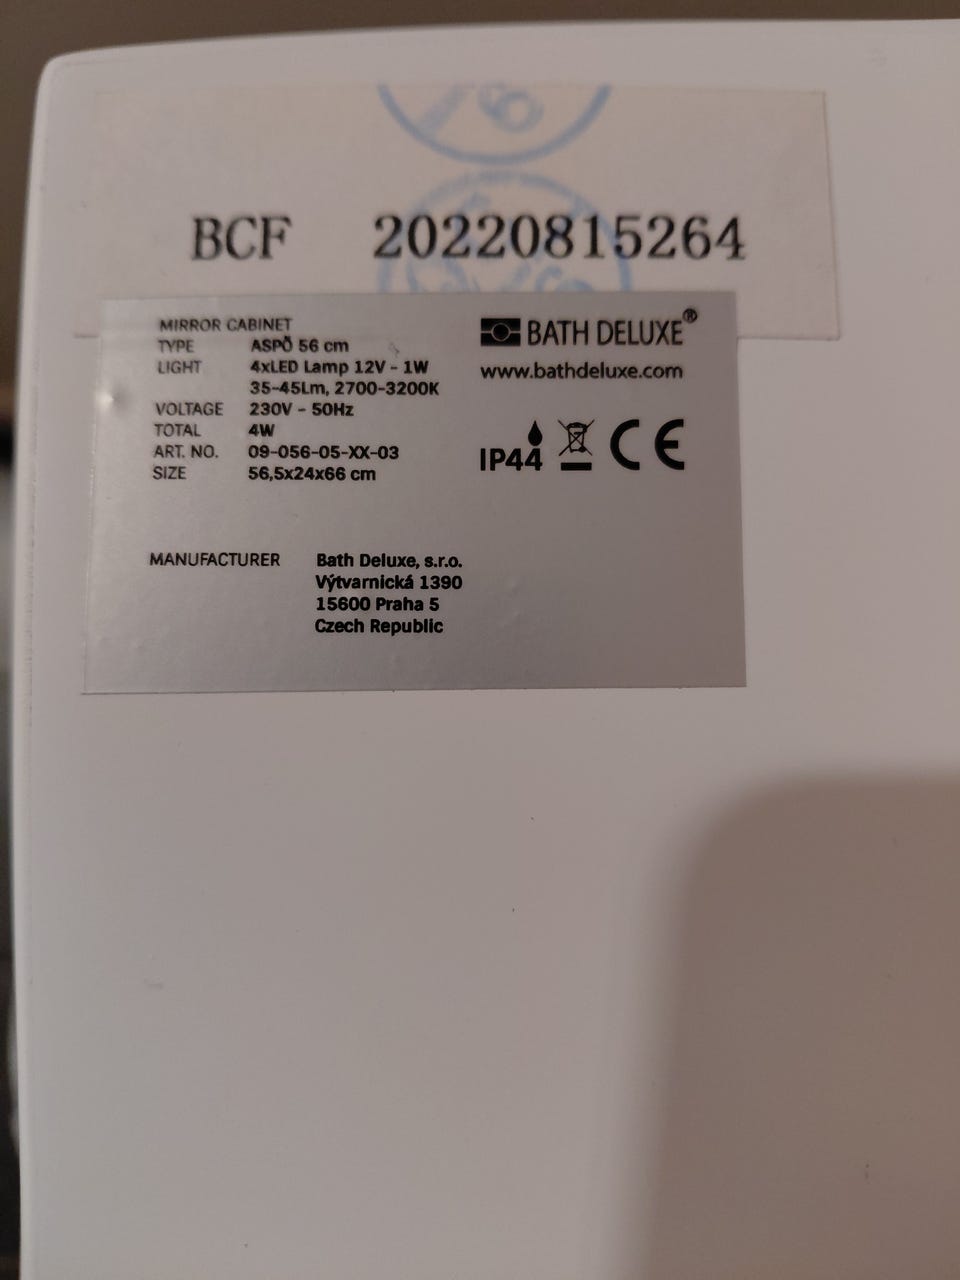 BCF 20220815264
MIRROR CABINET
TYPE ASPÖ 56 cm
LIGHT 4xLED Lamp 12V - 1W
35-45Lm, 2700-3200K
VOLTAGE 230V - 50Hz
TOTAL 4W
ART. NO. 09-056-05-XX-03
SIZE 56,5x24x66 cm
BATH DELUXE®
www.bathdeluxe.com
IP44 CE
MANUFACTURER Bath Deluxe, s.r.o.
Výtvarnická 1390
15600 Praha 5
Czech Republic